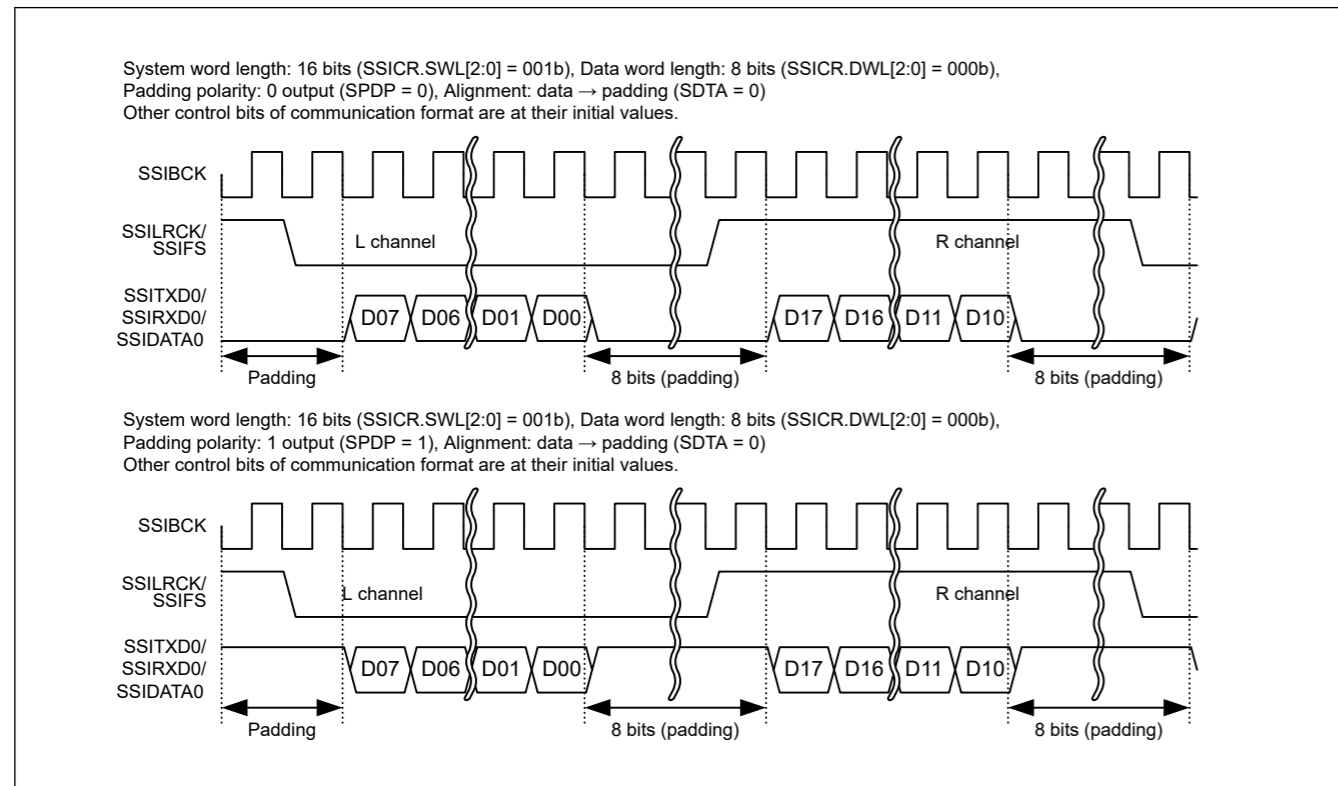 System word length: 16 bits (SSICR.SWL[2:0] = 001b), Data word length: 8 bits (SSICR.DWL[2:0] = 000b),
Padding polarity: 0 output (SPDP = 0), Alignment: data → padding (SDTA = 0)
Other control bits of communication format are at their initial values.
SSIBCK
SSILRCK/
SSIFS
L channel
R channel
SSITXD0/
SSIRXD0/
SSIDATA0
D07 D06 D01 D00 D17 D16 D11 D10
Padding
8 bits (padding)
8 bits (padding)
System word length: 16 bits (SSICR.SWL[2:0] = 001b), Data word length: 8 bits (SSICR.DWL[2:0] = 000b),
Padding polarity: 1 output (SPDP = 1), Alignment: data → padding (SDTA = 0)
Other control bits of communication format are at their initial values.
SSIBCK
SSILRCK/
SSIFS
L channel
R channel
SSITXD0/
SSIRXD0/
SSIDATA0
D07 D06 D01 D00 D17 D16 D11 D10
Padding
8 bits (padding)
8 bits (padding)